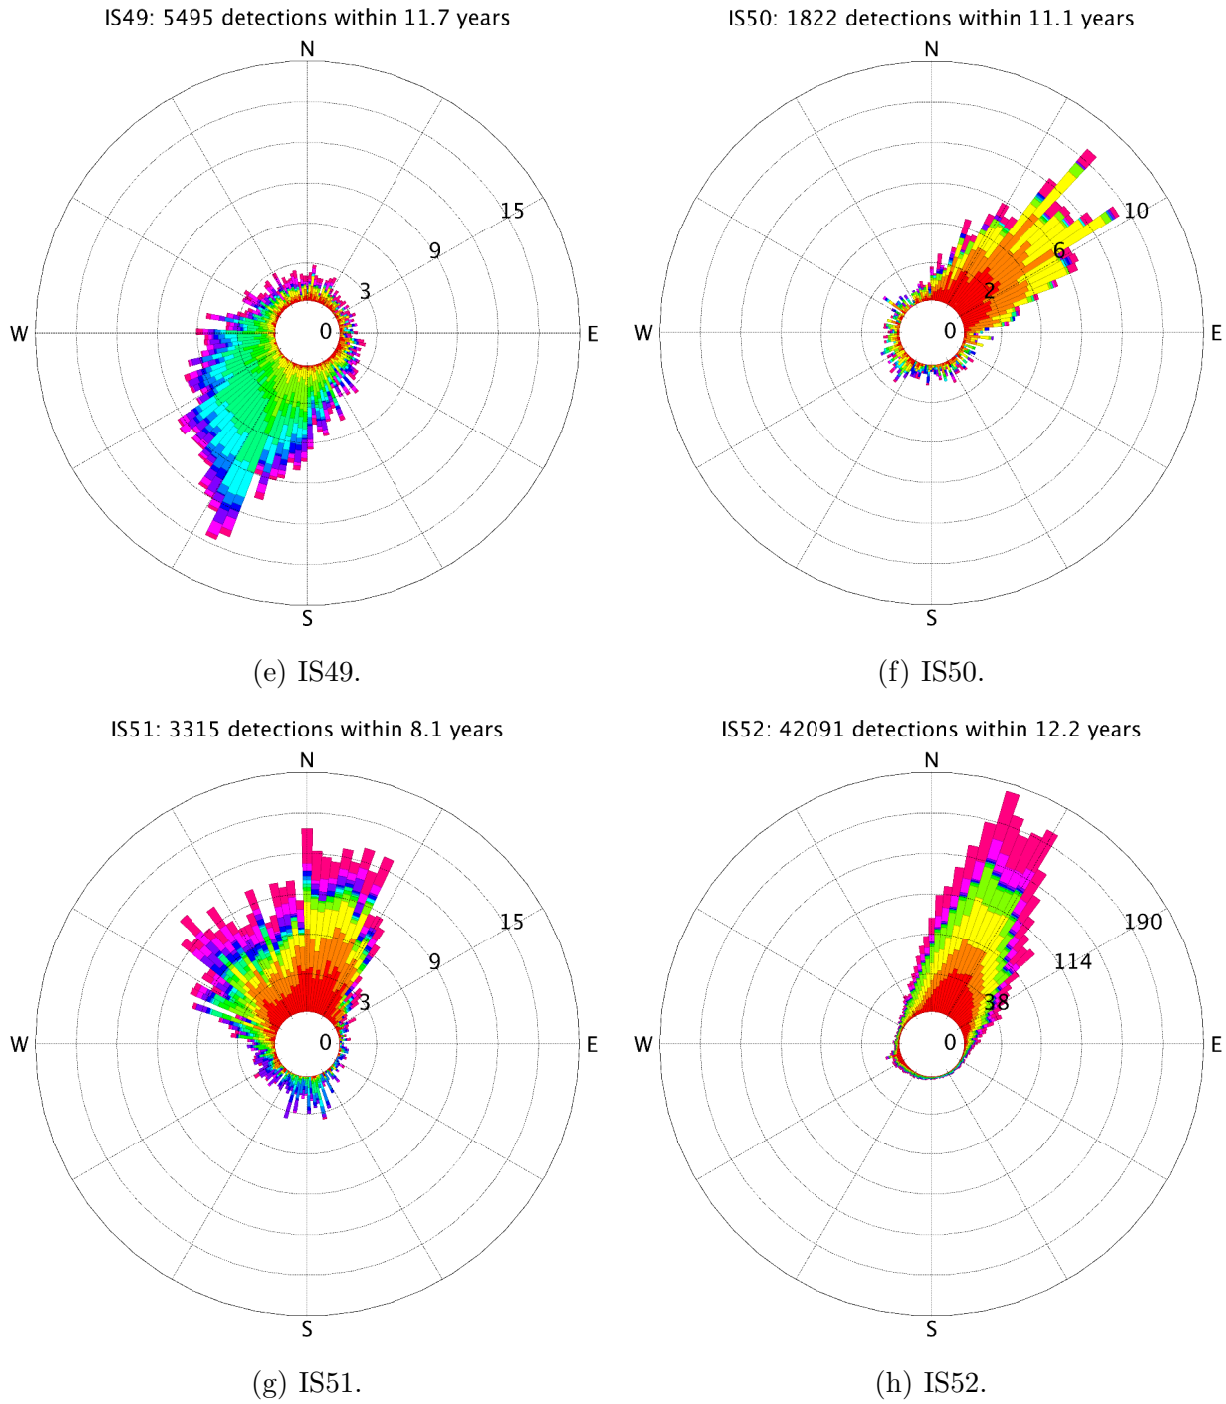 IS49: 5495 detections within 11.7 years
N
15
9
3
0
W
E
S
(e) IS49.
IS50: 1822 detections within 11.1 years
N
10
6
2
0
W
E
S
(f) IS50.
IS51: 3315 detections within 8.1 years
N
15
9
3
0
W
E
S
(g) IS51.
IS52: 42091 detections within 12.2 years
N
190
114
38
0
W
E
S
(h) IS52.